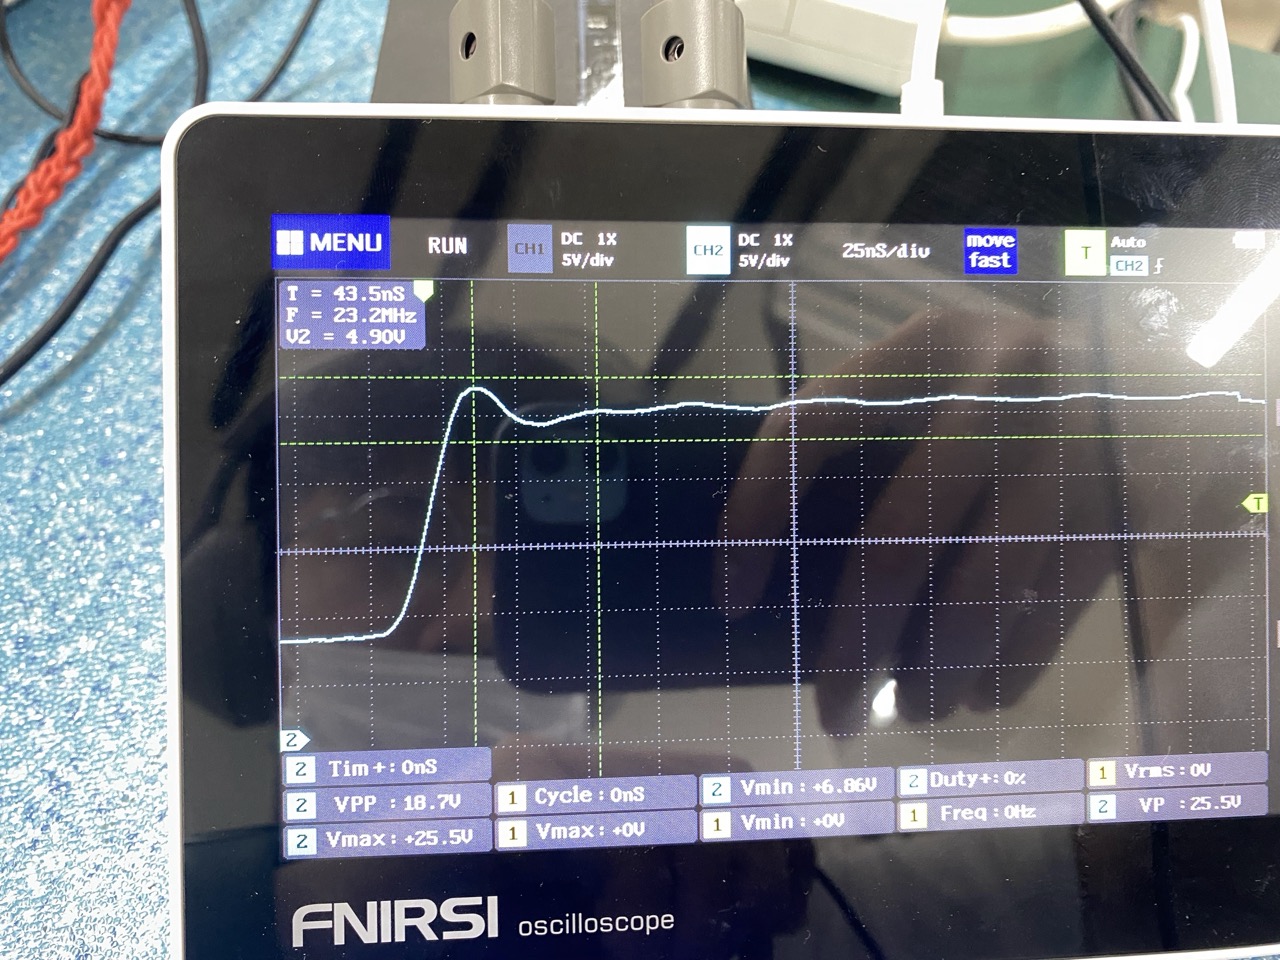 MENU RUN CH1 DC 1X 5V/div CH2 DC 1X 5V/div 25nS/div move fast T Auto CH2
T = 43.5nS
F = 23.2MHz
V2 = 4.90V
T
2
2 Tim+: 0nS
2 VPP : 18.7V
2 Vmax: +25.5V
1 Cycle: 0nS
1 Vmax: +0V
2 Vmin: +6.86V
1 Vmin: +0V
2 Duty+: 0%
1 Freq: 0Hz
1 Vrms: 0V
2 VP : 25.5V
FNIRSI oscilloscope